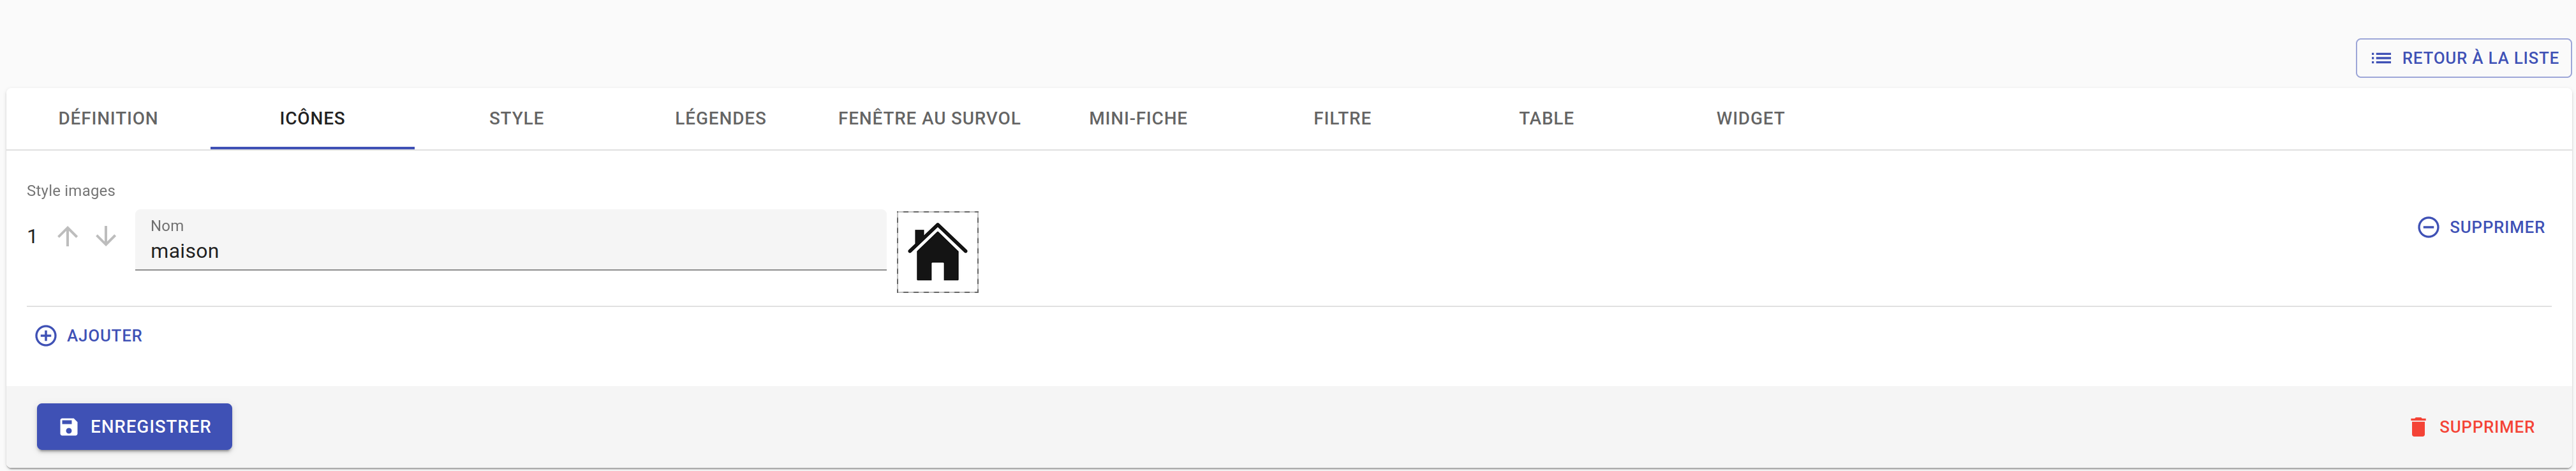 RETOUR À LA LISTE
DÉFINITION ICÔNES STYLE LÉGENDES FENÊTRE AU SURVOL MINI-FICHE FILTRE TABLE WIDGET
Style images
1
Nom
maison
SUPPRIMER
AJOUTER
ENREGISTRER
SUPPRIMER